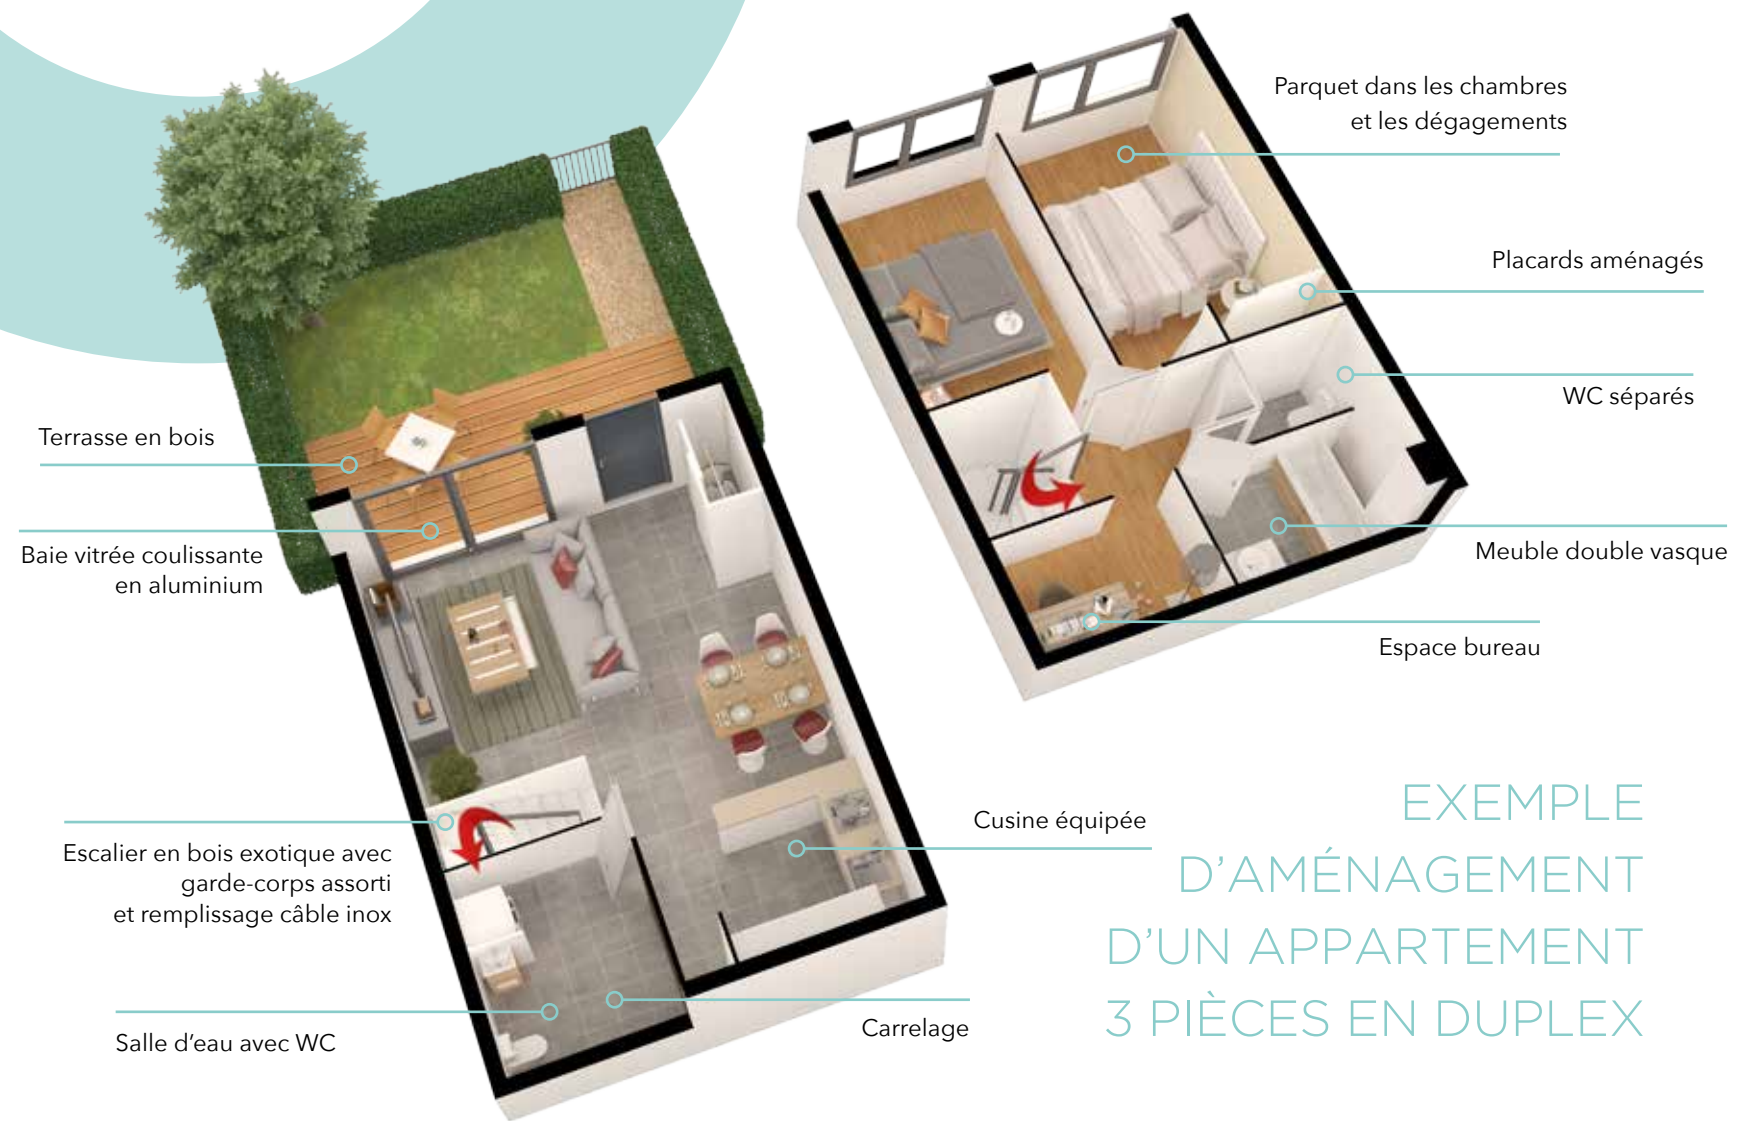 Parquet dans les chambres
et les dégagements
Placards aménagés
WC séparés
Meuble double vasque
Espace bureau
Terrasse en bois
Baie vitrée coulissante
en aluminium
Escalier en bois exotique avec
garde-corps assorti
et remplissage câble inox
Salle d'eau avec WC
Carrelage
Cusine équipée
EXEMPLE
D'AMÉNAGEMENT
D'UN APPARTEMENT
3 PIÈCES EN DUPLEX